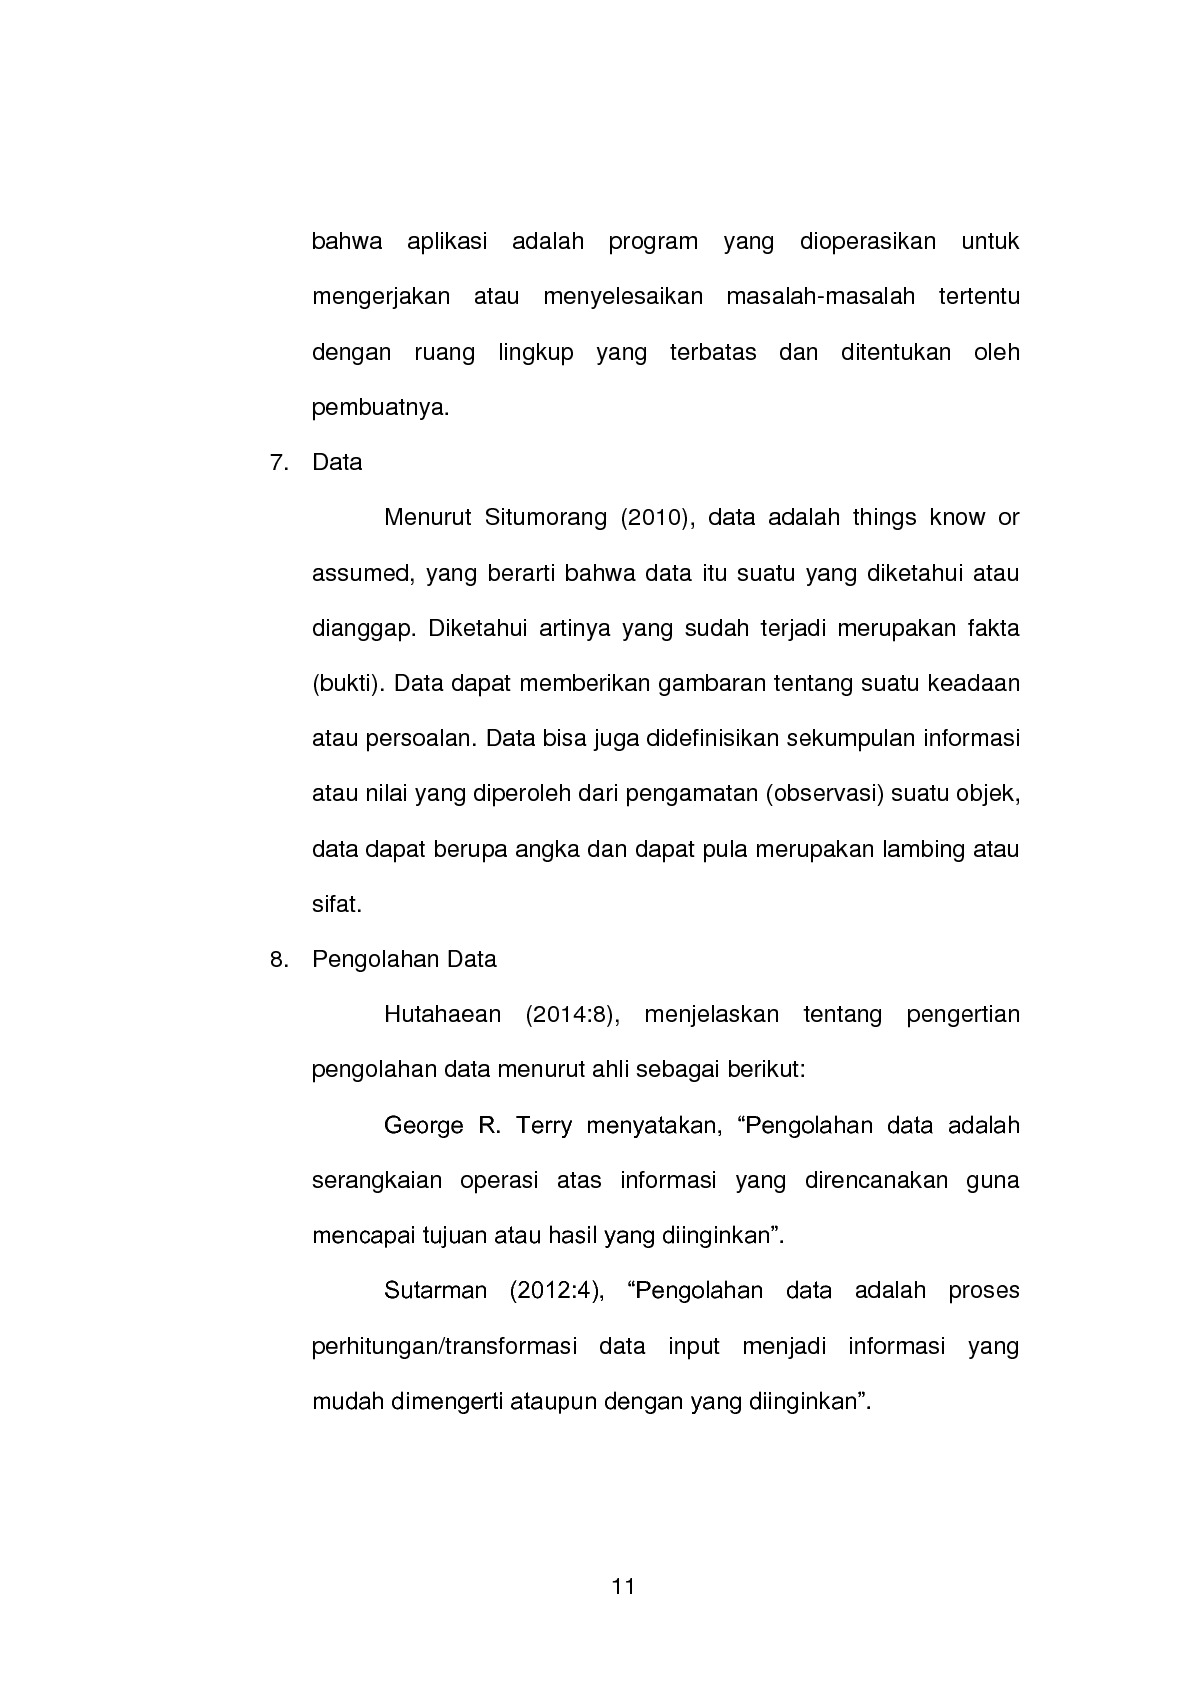 bahwa aplikasi adalah program yang dioperasikan untuk
mengerjakan atau menyelesaikan masalah-masalah tertentu
dengan ruang lingkup yang terbatas dan ditentukan oleh
pembuatnya.
7. Data
Menurut Situmorang (2010), data adalah things know or
assumed, yang berarti bahwa data itu suatu yang diketahui atau
dianggap. Diketahui artinya yang sudah terjadi merupakan fakta
(bukti). Data dapat memberikan gambaran tentang suatu keadaan
atau persoalan. Data bisa juga didefinisikan sekumpulan informasi
atau nilai yang diperoleh dari pengamatan (observasi) suatu objek,
data dapat berupa angka dan dapat pula merupakan lambing atau
sifat.
8. Pengolahan Data
Hutahaean (2014:8), menjelaskan tentang pengertian
pengolahan data menurut ahli sebagai berikut:
George R. Terry menyatakan, “Pengolahan data adalah
serangkaian operasi atas informasi yang direncanakan guna
mencapai tujuan atau hasil yang diinginkan”.
Sutarman (2012:4), “Pengolahan data adalah proses
perhitungan/transformasi data input menjadi informasi yang
mudah dimengerti ataupun dengan yang diinginkan”.
11